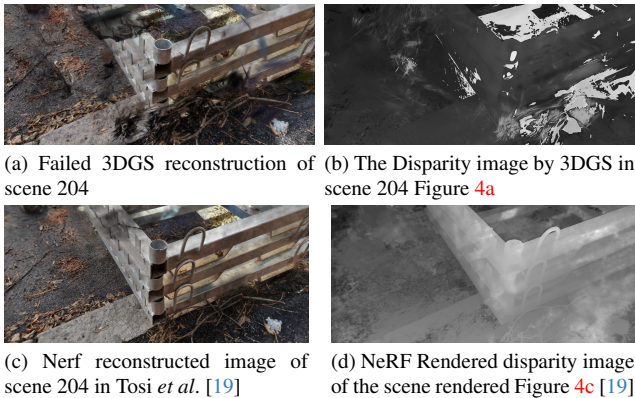 (a) Failed 3DGS reconstruction of
scene 204
(b) The Disparity image by 3DGS in
scene 204 Figure 4a
(c) Nerf reconstructed image of
scene 204 in Tosi et al. [19]
(d) NeRF Rendered disparity image
of the scene rendered Figure 4c [19]